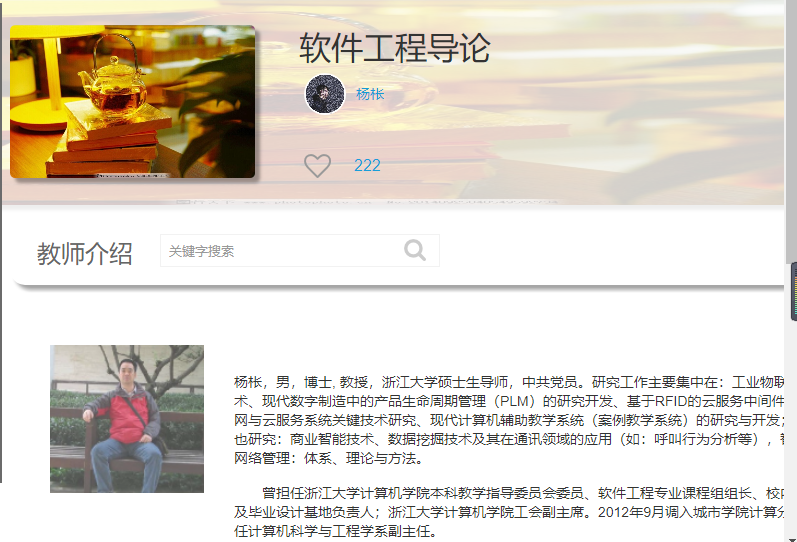 软件工程导论
杨枨
222
教师介绍
关键字搜索
杨枨，男，博士, 教授，浙江大学硕士生导师，中共党员。研究工作主要集中在：工业物联
术、现代数字制造中的产品生命周期管理（PLM）的研究开发、基于RFID的云服务中间件
网与云服务系统关键技术研究、现代计算机辅助教学系统（案例教学系统）的研究与开发；
也研究：商业智能技术、数据挖掘技术及其在通讯领域的应用（如：呼叫行为分析等），智
网络管理：体系、理论与方法。
曾担任浙江大学计算机学院本科教学指导委员会委员、软件工程专业课程组组长、校内
及毕业设计基地负责人；浙江大学计算机学院工会副主席。2012年9月调入城市学院计算分
任计算机科学与工程学系副主任。